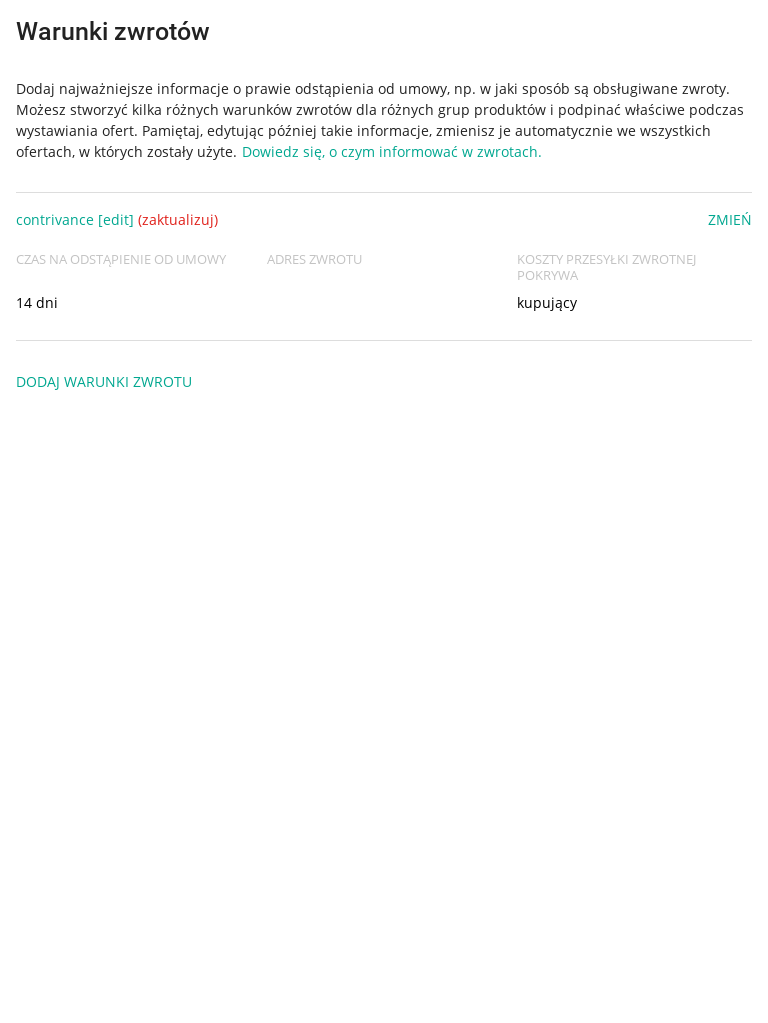 Warunki zwrotów
Dodaj najważniejsze informacje o prawie odstąpienia od umowy, np. w jaki sposób są obsługiwane zwroty.
Możesz stworzyć kilka różnych warunków zwrotów dla różnych grup produktów i podpinać właściwe podczas
wystawiania ofert. Pamiętaj, edytując później takie informacje, zmienisz je automatycznie we wszystkich
ofertach, w których zostały użyte. Dowiedz się, o czym informować w zwrotach.
contrivance [edit] (zaktualizuj) ZMIEŃ
CZAS NA ODSTĄPIENIE OD UMOWY ADRES ZWROTU KOSZTY PRZESYŁKI ZWROTNEJ
POKRYWA
14 dni kupujący
DODAJ WARUNKI ZWROTU